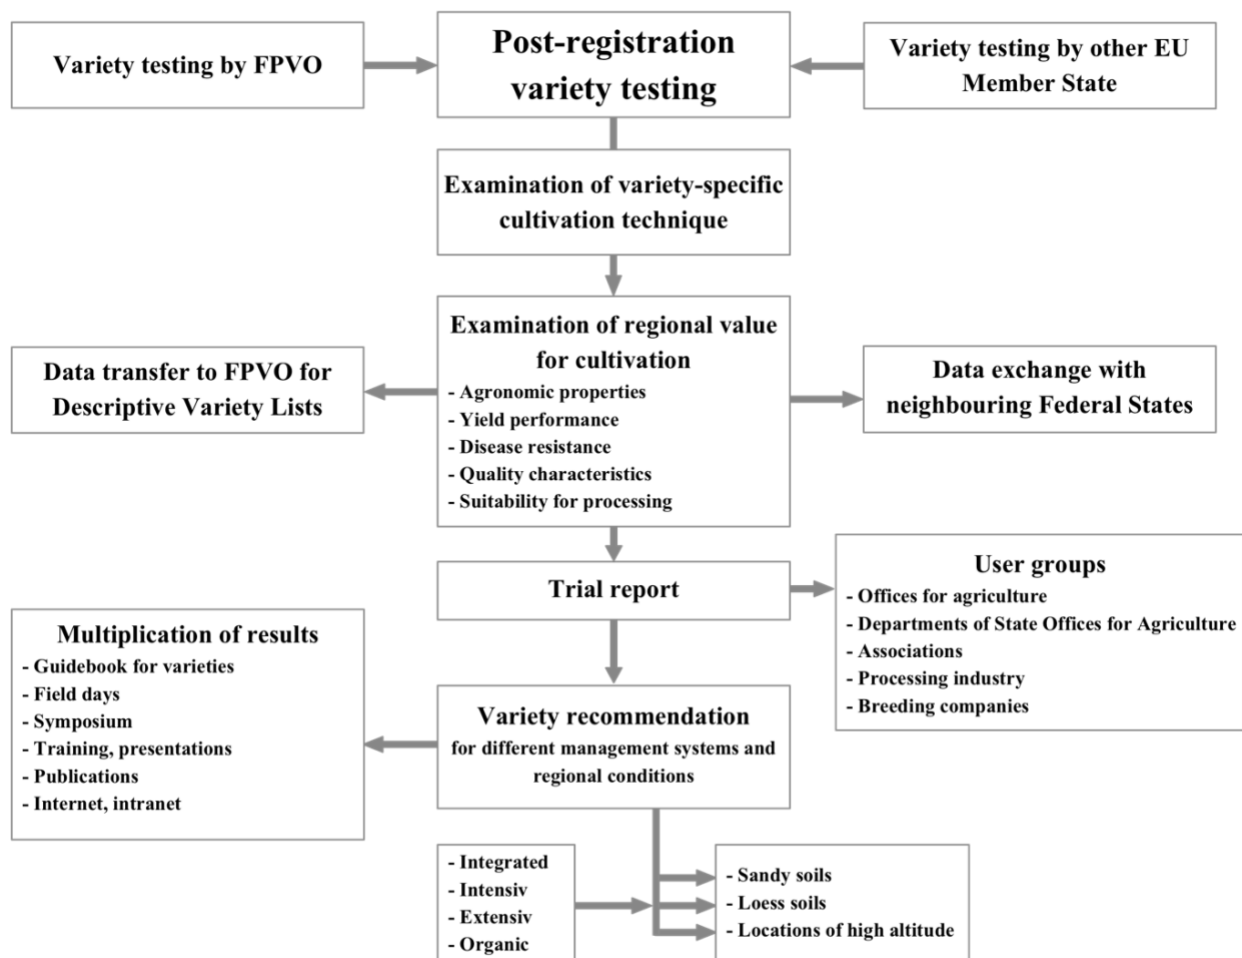 Variety testing by FPVO
Post-registration
variety testing
Variety testing by other EU
Member State
Examination of variety-specific
cultivation technique
Examination of regional value
for cultivation
- Agronomic properties
- Yield performance
- Disease resistance
- Quality characteristics
- Suitability for processing
Data transfer to FPVO for
Descriptive Variety Lists
Data exchange with
neighbouring Federal States
Trial report
User groups
- Offices for agriculture
- Departments of State Offices for Agriculture
- Associations
- Processing industry
- Breeding companies
Multiplication of results
- Guidebook for varieties
- Field days
- Symposium
- Training, presentations
- Publications
- Internet, intranet
Variety recommendation
for different management systems and
regional conditions
- Integrated
- Intensiv
- Extensiv
- Organic
- Sandy soils
- Loess soils
- Locations of high altitude